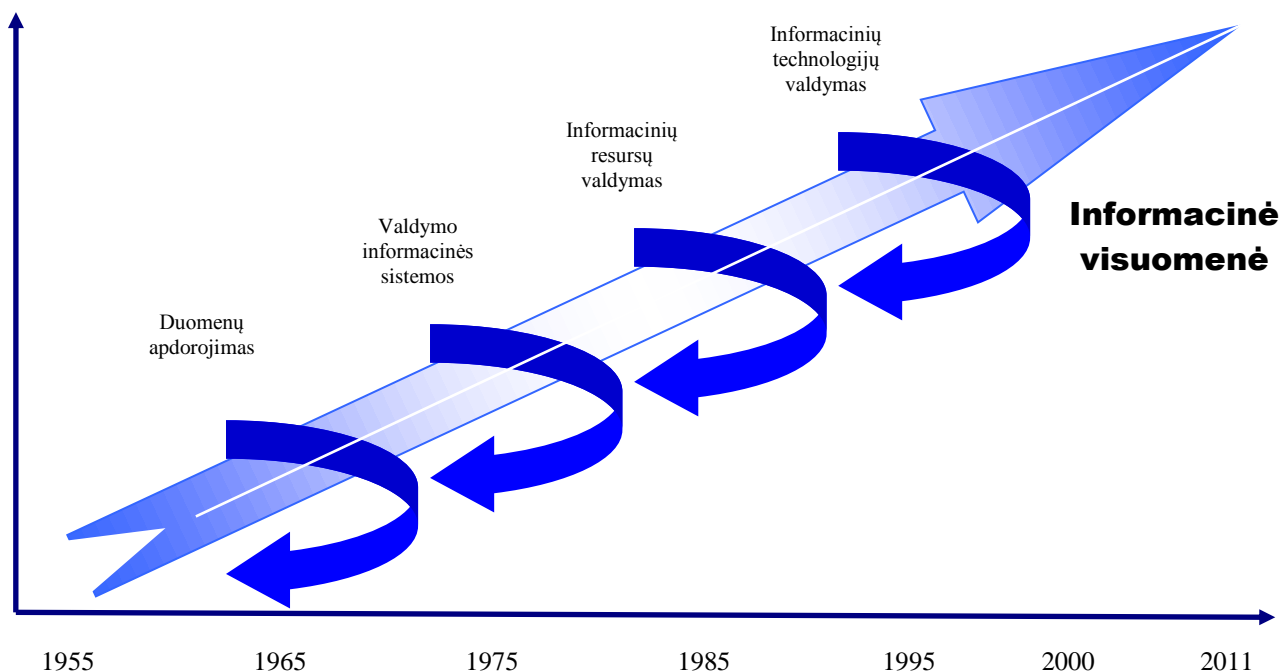 Informacinių
technologijų
valdymas
Informacinių
resursų
valdymas
Informacinė
visuomenė
Valdymo
informacinės
sistemos
Duomenų
apdorojimas
1955 1965 1975 1985 1995 2000 2011